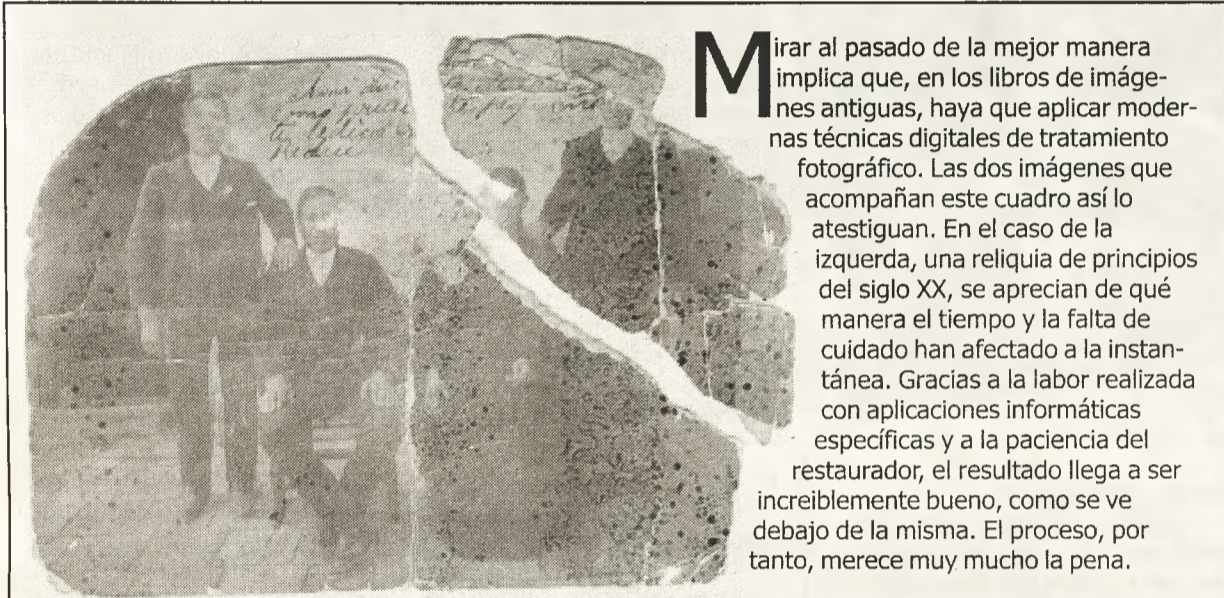 Mirar al pasado de la mejor manera
implica que, en los libros de imáge-
nes antiguas, haya que aplicar moder-
nas técnicas digitales de tratamiento
fotográfico. Las dos imágenes que
acompañan este cuadro así lo
atestiguan. En el caso de la
izquerda, una reliquia de principios
del siglo XX, se aprecian de qué
manera el tiempo y la falta de
cuidado han afectado a la instan-
tánea. Gracias a la labor realizada
con aplicaciones informáticas
específicas y a la paciencia del
restaurador, el resultado llega a ser
increiblemente bueno, como se ve
debajo de la misma. El proceso, por
tanto, merece muy mucho la pena.